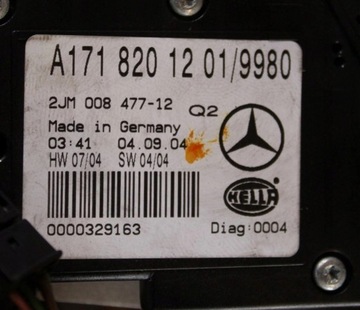 A171 820 12 01/9980
2JM 008 477-12 Q2
Made in Germany
03:41 04.09.04
HW 07/04 SW 04/04
HELLA
0000329163 Diag:0004